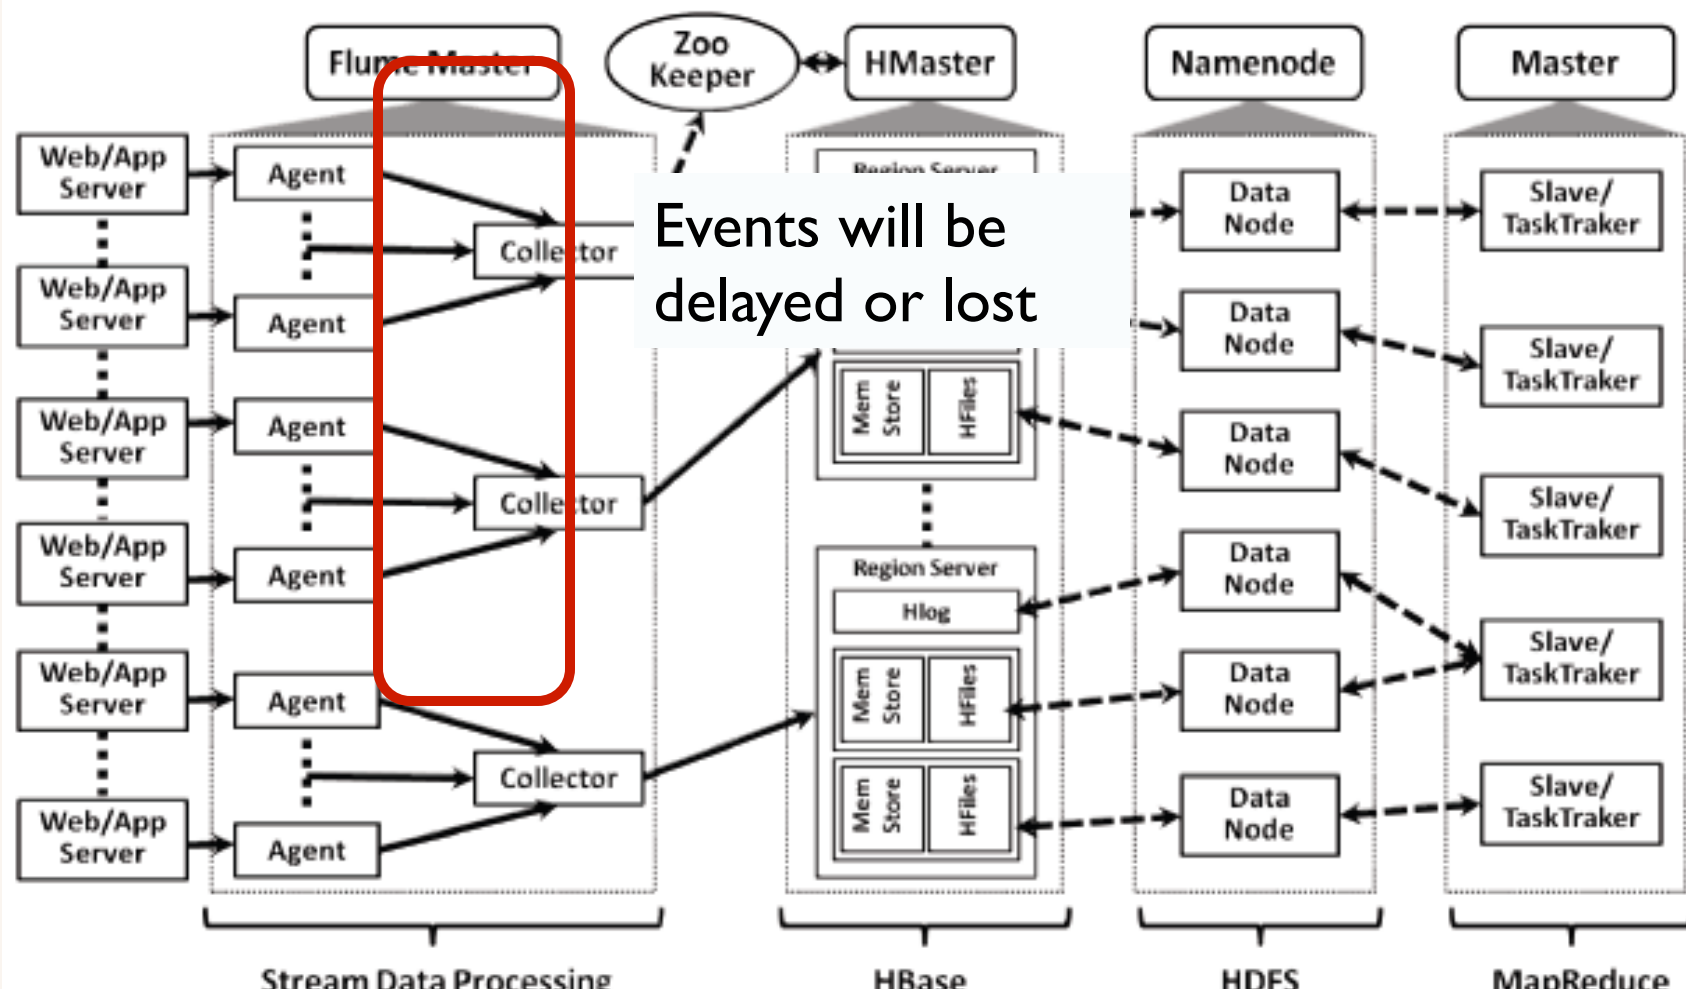 Flume Master
Zoo
Keeper
HMaster
Namenode
Master
Web/App
Server
Web/App
Server
Web/App
Server
Web/App
Server
Web/App
Server
Web/App
Server
Agent
Agent
Agent
Agent
Agent
Agent
Collector
Collector
Collector
Events will be
delayed or lost
Region Server
Mem
Store
HFiles
Region Server
Hlog
Mem
Store
HFiles
Mem
Store
HFiles
Data
Node
Data
Node
Data
Node
Data
Node
Data
Node
Data
Node
Slave/
TaskTraker
Slave/
TaskTraker
Slave/
TaskTraker
Slave/
TaskTraker
Slave/
TaskTraker
Stream Data Processing
HBase
HDFS
MapReduce